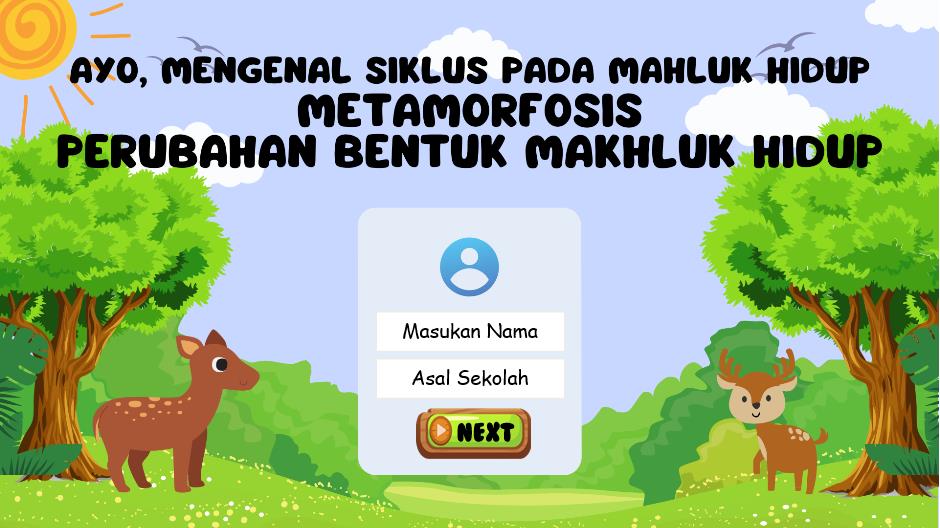 AYO, MENGENAL SIKLUS PADA MAHLUK HIDUP
METAMORFOSIS
PERUBAHAN BENTUK MAKHLUK HIDUP
Masukan Nama
Asal Sekolah
NEXT